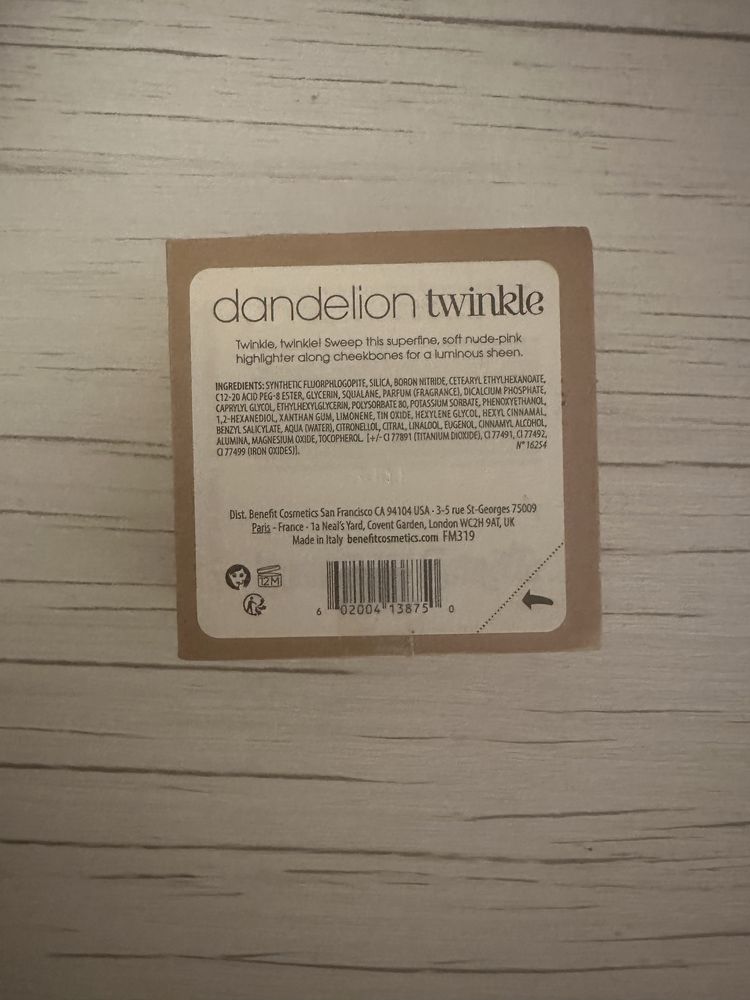 dandelion twinkle
Twinkle, twinkle! Sweep this superfine, soft nude-pink
highlighter along cheekbones for a luminous sheen.
INGREDIENTS: SYNTHETIC FLUORPHLOGOPITE, SILICA, BORON NITRIDE, CETEARYL ETHYLHEXANOATE,
C12-20 ACID PEG-8 ESTER, GLYCERIN, SQUALANE, PARFUM (FRAGRANCE), DICALCIUM PHOSPHATE,
CAPRYLYL GLYCOL, ETHYLHEXYLGLYCERIN, POLYSORBATE 80, POTASSIUM SORBATE, PHENOXYETHANOL,
1,2-HEXANEDIOL, XANTHAN GUM, LIMONENE, TIN OXIDE, HEXYLENE GLYCOL, HEXYL CINNAMAL,
BENZYL SALICYLATE, AQUA (WATER), CITRONELLOL, CITRAL, LINALOOL, EUGENOL, CINNAMYL ALCOHOL,
ALUMINA, MAGNESIUM OXIDE, TOCOPHEROL. [+/- CI 77891 (TITANIUM DIOXIDE), CI 77491, CI 77492,
CI 77499 (IRON OXIDES)].
N° 16254
Dist. Benefit Cosmetics San Francisco CA 94104 USA · 3-5 rue St-Georges 75009
Paris - France · 1a Neal's Yard, Covent Garden, London WC2H 9AT, UK
Made in Italy benefitcosmetics.com FM319
12M
6 02004 13875 0